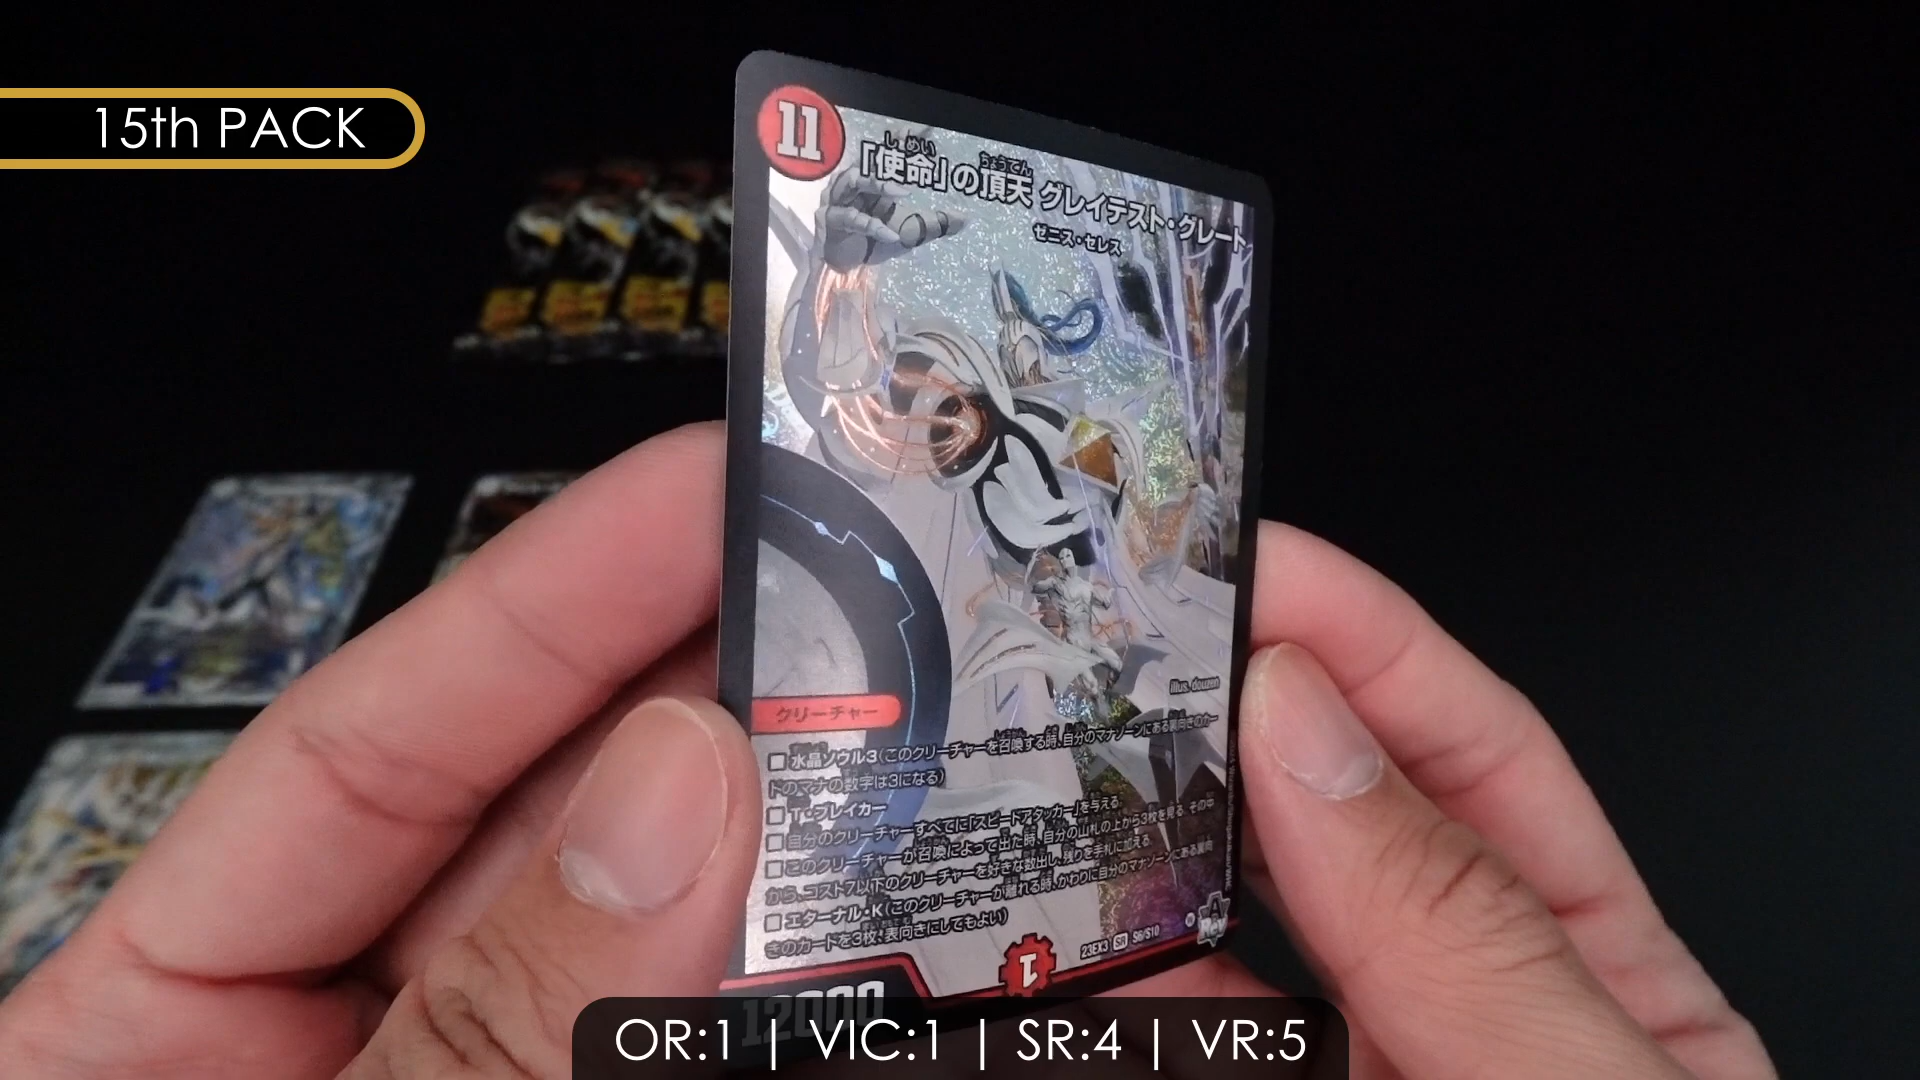 15th PACK
11
し めい
ちょうてん
「使命」の頂天 グレイテスト・グレート
ゼニス・セレス
illus. douzen
クリーチャー
■ 水晶ソウル3(このクリーチャーを召喚する時、自分のマナゾーンにある裏向きのカー
ドのマナの数字は3になる)
■ T・ブレイカー
■ 自分のクリーチャーすべてに「スピードアタッカー」を与える。
■ このクリーチャーが召喚によって出た時、自分の山札の上から3枚を見る。その中
から、コスト7以下のクリーチャーを好きな数出し、残りを手札に加える。
■ エターナル・K(このクリーチャーが離れる時、かわりに自分のマナゾーンにある裏向
きのカードを3枚、表向きにしてもよい)
1
23EX3 SR S6/S10
Rev
12000
OR:1 | VIC:1 | SR:4 | VR:5